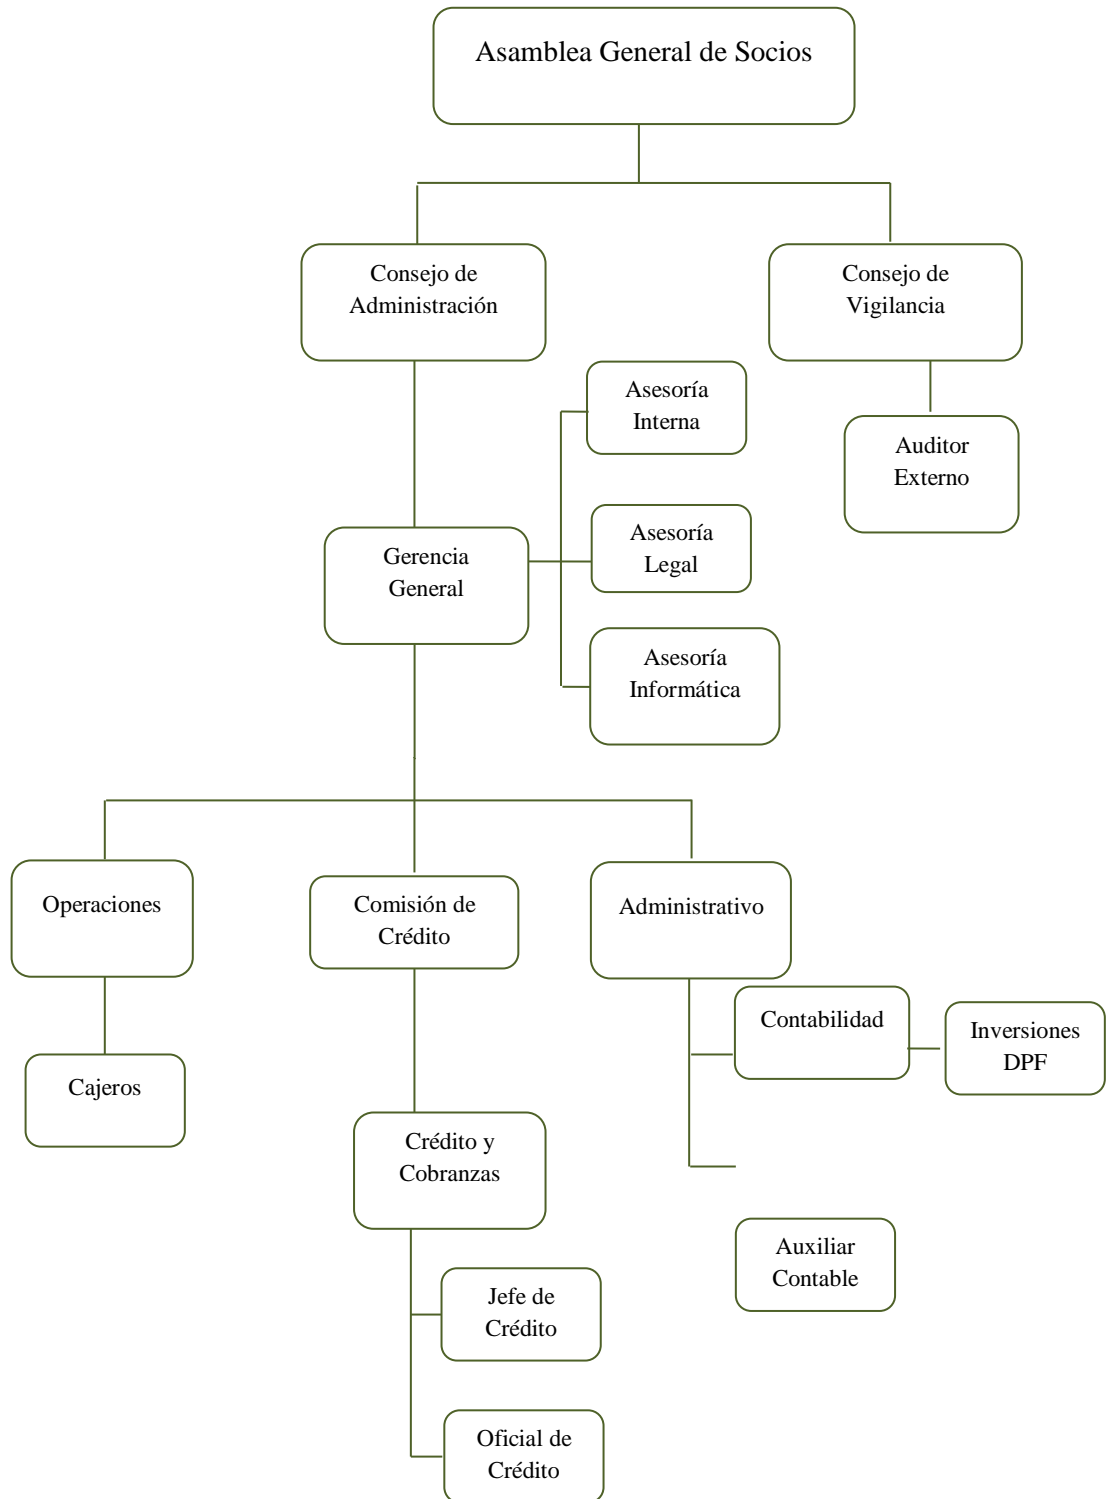 Asamblea General de Socios
Consejo de
Administración
Consejo de
Vigilancia
Asesoría
Interna
Auditor
Externo
Asesoría
Legal
Gerencia
General
Asesoría
Informática
Operaciones
Comisión de
Crédito
Administrativo
Contabilidad
Inversiones
DPF
Cajeros
Crédito y
Cobranzas
Auxiliar
Contable
Jefe de
Crédito
Oficial de
Crédito